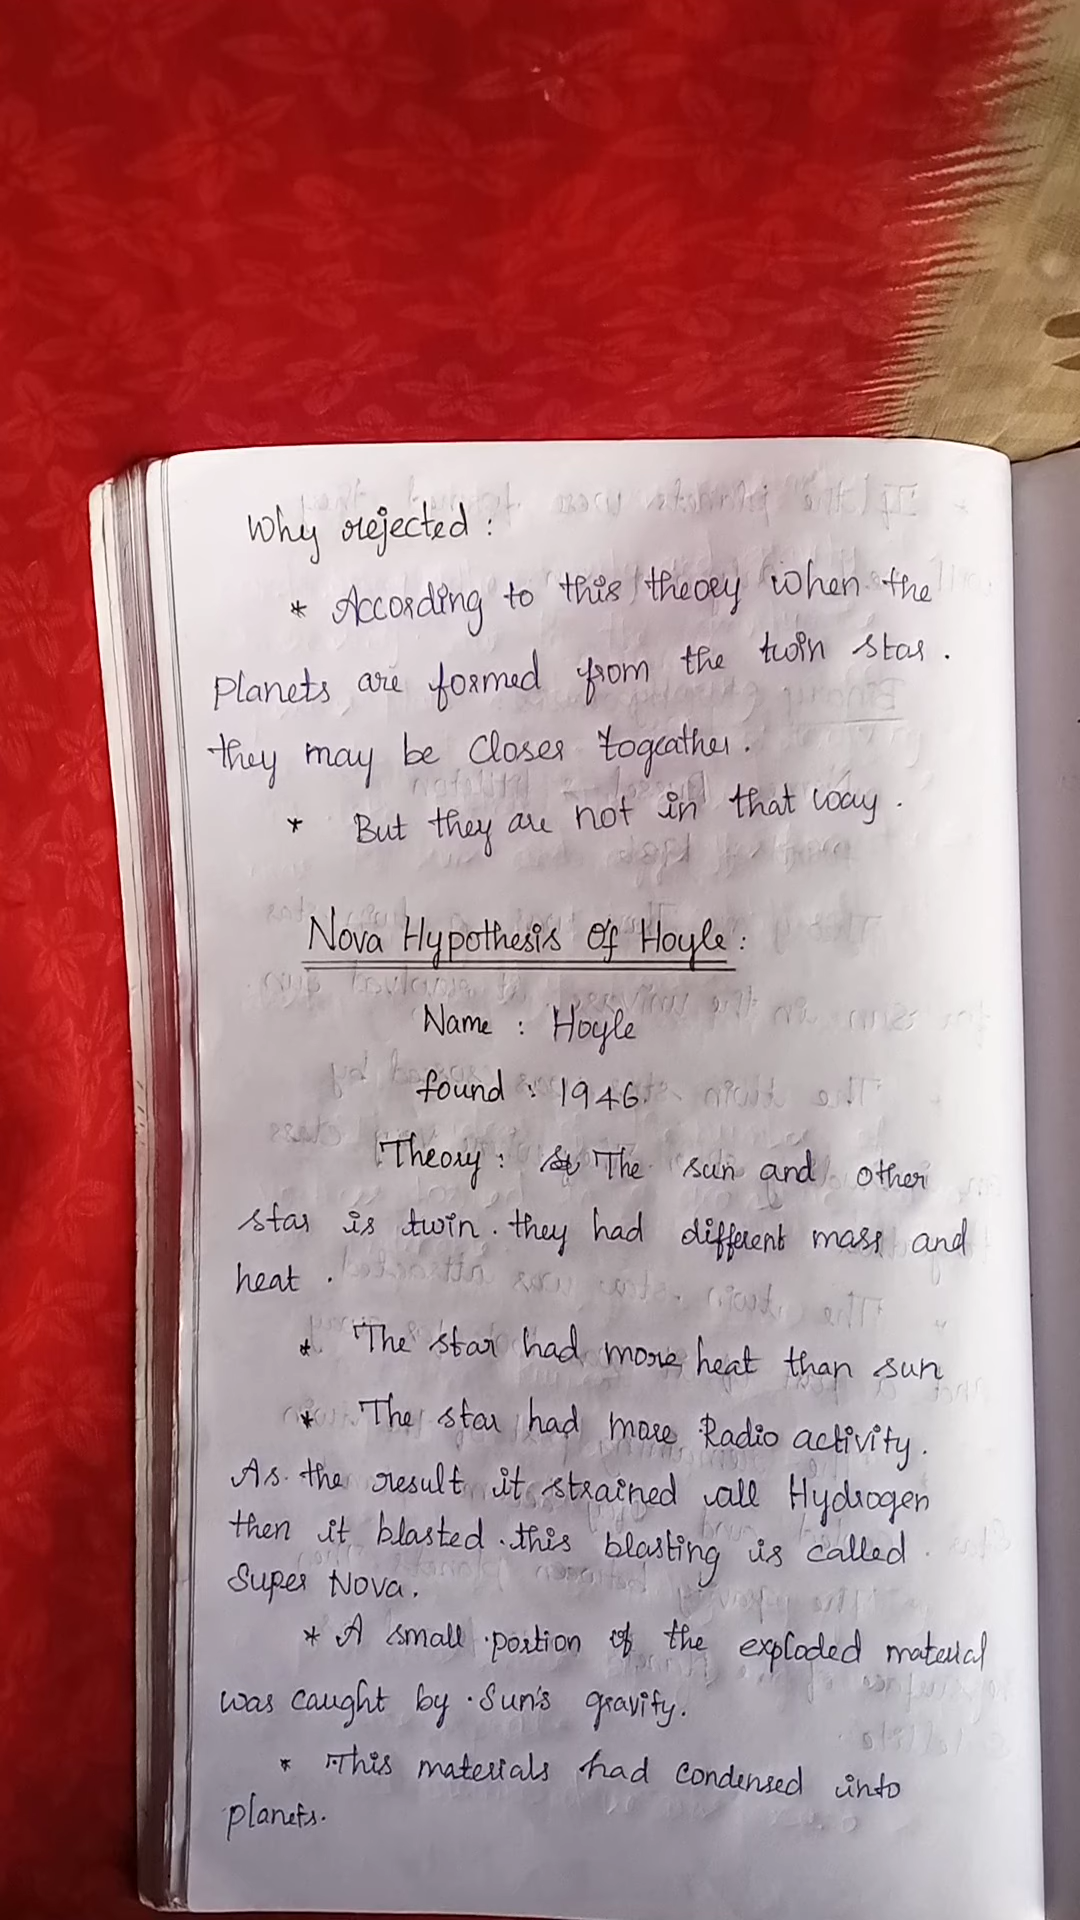 Why rejected :
* According to this theory when the
planets are formed from the twin star .
they may be closer togeather .
* But they are not in that way .
Nova Hypothesis Of Hoyle :
Name : Hoyle
found : 1946.
Theory : The sun and other
star is twin . they had different mass and
heat .
* The star had more heat than sun
* The star had more Radio activity .
As the result it strained all Hydrogen
then it blasted . this blasting is called .
Super Nova .
* A small portion of the exploded material
was caught by . Sun's gravity .
* This materials had condensed into
planets .